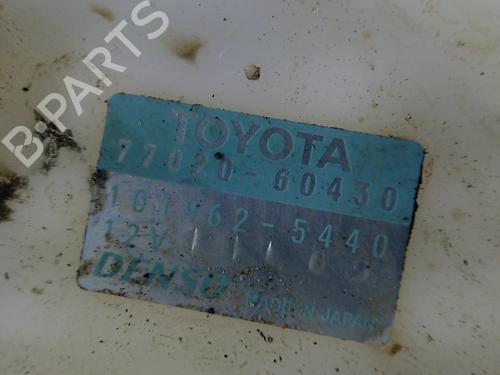 B-PARTS
TOYOTA
77020-60430
101962-5440
12V
DENSO
MADE IN JAPAN